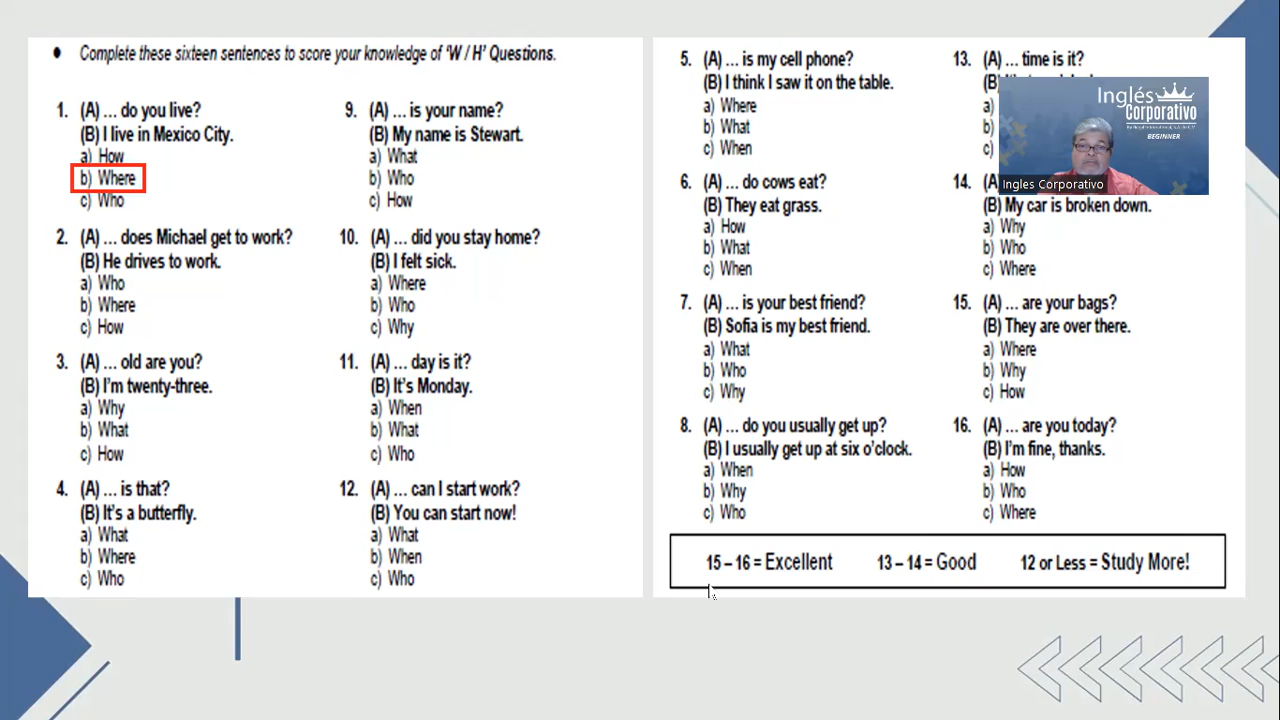 • Complete these sixteen sentences to score your knowledge of 'W / H' Questions.
1. (A) ... do you live?
(B) I live in Mexico City.
a) How
b) Where
c) Who
2. (A) ... does Michael get to work?
(B) He drives to work.
a) Who
b) Where
c) How
3. (A) ... old are you?
(B) I'm twenty-three.
a) Why
b) What
c) How
4. (A) ... is that?
(B) It's a butterfly.
a) What
b) Where
c) Who
9. (A) ... is your name?
(B) My name is Stewart.
a) What
b) Who
c) How
10. (A) ... did you stay home?
(B) I felt sick.
a) Where
b) Who
c) Why
11. (A) ... day is it?
(B) It's Monday.
a) When
b) What
c) Who
12. (A) ... can I start work?
(B) You can start now!
a) What
b) When
c) Who
5. (A) ... is my cell phone?
(B) I think I saw it on the table.
a) Where
b) What
c) When
6. (A) ... do cows eat?
(B) They eat grass.
a) How
b) What
c) When
7. (A) ... is your best friend?
(B) Sofia is my best friend.
a) What
b) Who
c) Why
8. (A) ... do you usually get up?
(B) I usually get up at six o'clock.
a) When
b) Why
c) Who
13. (A) ... time is it?
(B)
a)
b)
c)
14. (A)
(B) My car is broken down.
a) Why
b) Who
c) Where
15. (A) ... are your bags?
(B) They are over there.
a) Where
b) Why
c) How
16. (A) ... are you today?
(B) I'm fine, thanks.
a) How
b) Who
c) Where
15 – 16 = Excellent 13 – 14 = Good 12 or Less = Study More!
Inglés
Corporativo
BEGINNER
Ingles Corporativo